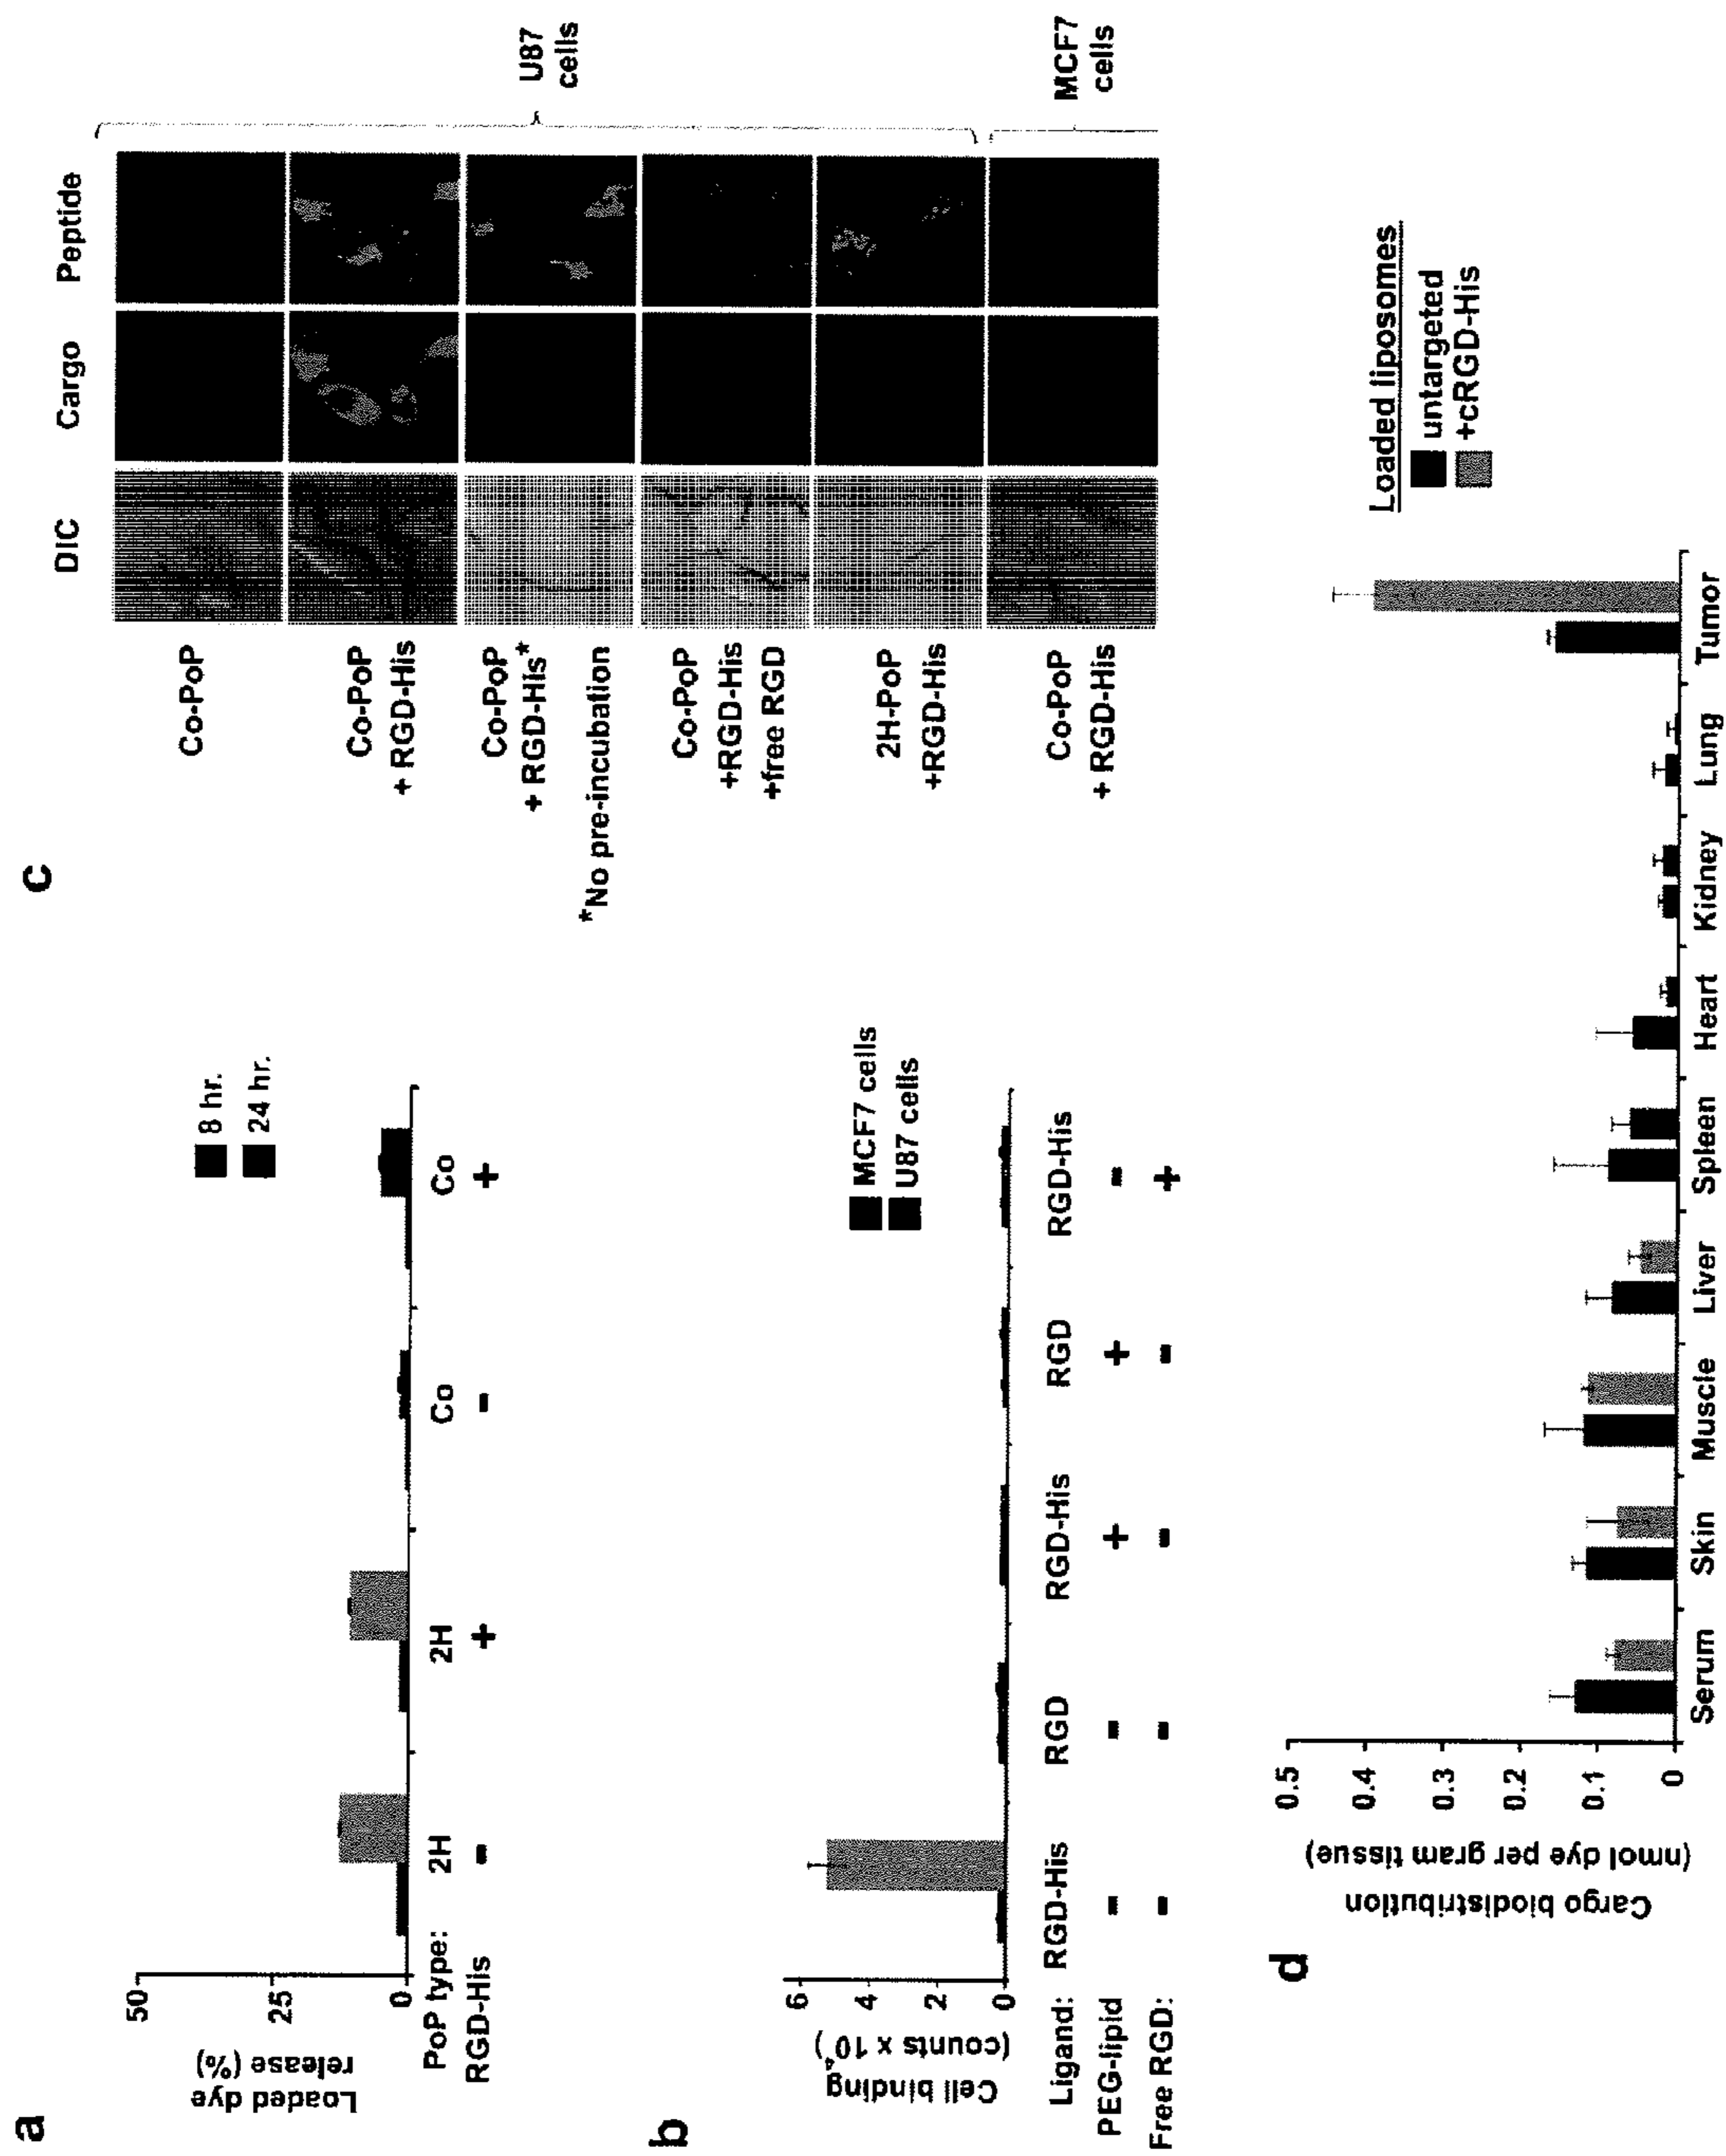 a
Loaded dye
release (%)
50
25
0
8 hr.
24 hr.
PoP type: 2H 2H Co Co
RGD-His - + - +
b
Cell binding
(counts x 10⁴)
6
4
2
0
MCF7 cells
U87 cells
Ligand: RGD-His RGD RGD-His RGD RGD-His
PEG-lipid - - + + -
Free RGD: - - - - +
c
DIC Cargo Peptide
Co-PoP
Co-PoP
+ RGD-His
Co-PoP
+ RGD-His*
*No pre-incubation
Co-PoP
+RGD-His
+free RGD
2H-PoP
+RGD-His
Co-PoP
+ RGD-His
U87
cells
MCF7
cells
d
Cargo biodistribution
(nmol dye per gram tissue)
0.5
0.4
0.3
0.2
0.1
0
Loaded liposomes
untargeted
+cRGD-His
Serum Skin Muscle Liver Spleen Heart Kidney Lung Tumor